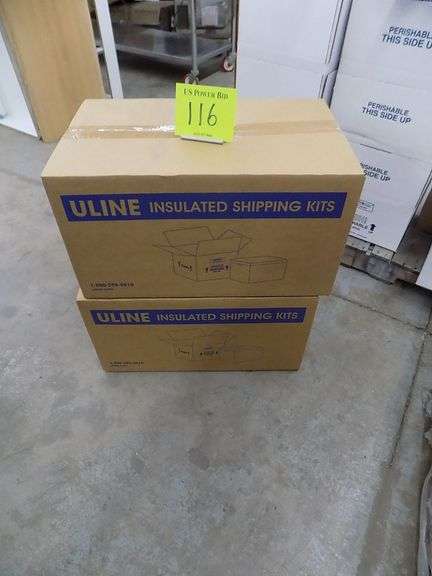 US POWER BID
116
ULINE INSULATED SHIPPING KITS
ULINE INSULATED SHIPPING KITS
PERISHABLE
THIS SIDE UP
PERISHABLE
THIS SIDE UP
PERISHABLE
THIS SIDE UP